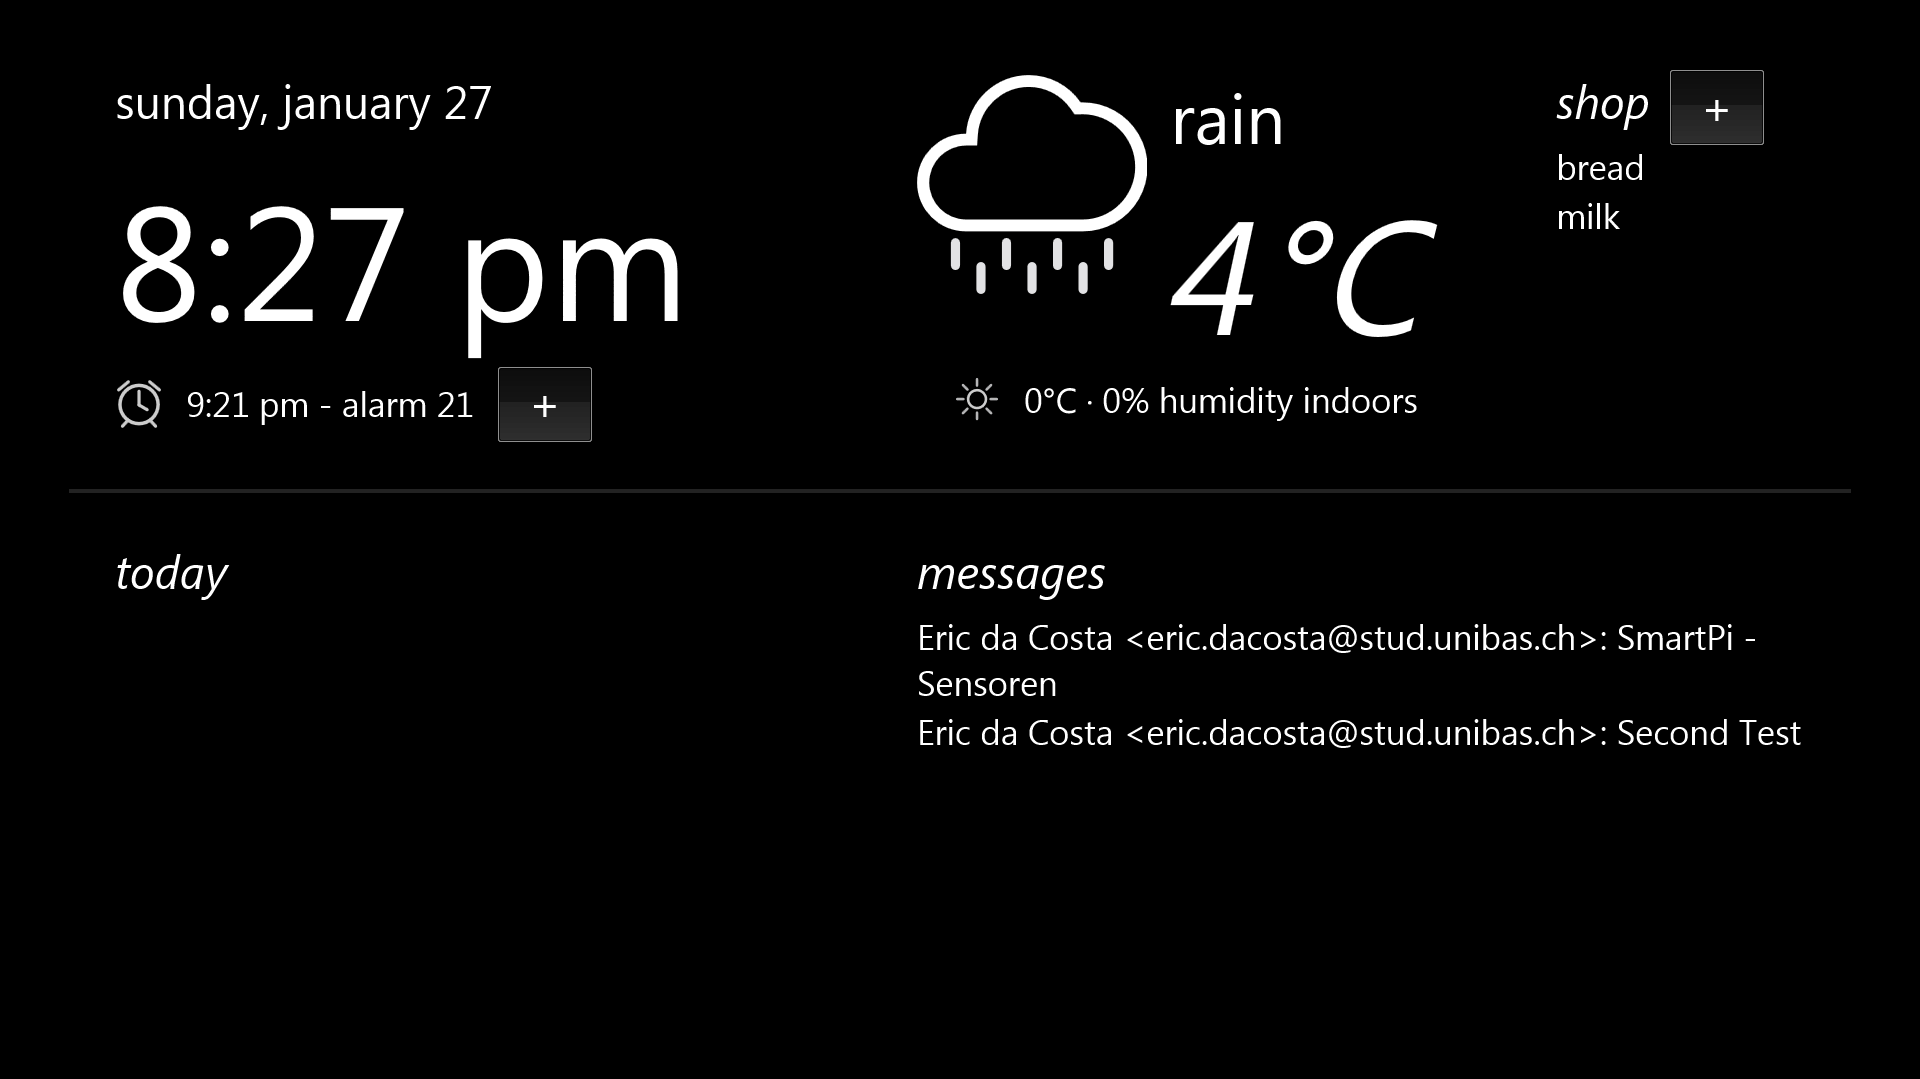 sunday, january 27
8:27 pm
9:21 pm - alarm 21 +
rain
4°C
0°C · 0% humidity indoors
shop +
bread
milk
today
messages
Eric da Costa <eric.dacosta@stud.unibas.ch>: SmartPi -
Sensoren
Eric da Costa <eric.dacosta@stud.unibas.ch>: Second Test